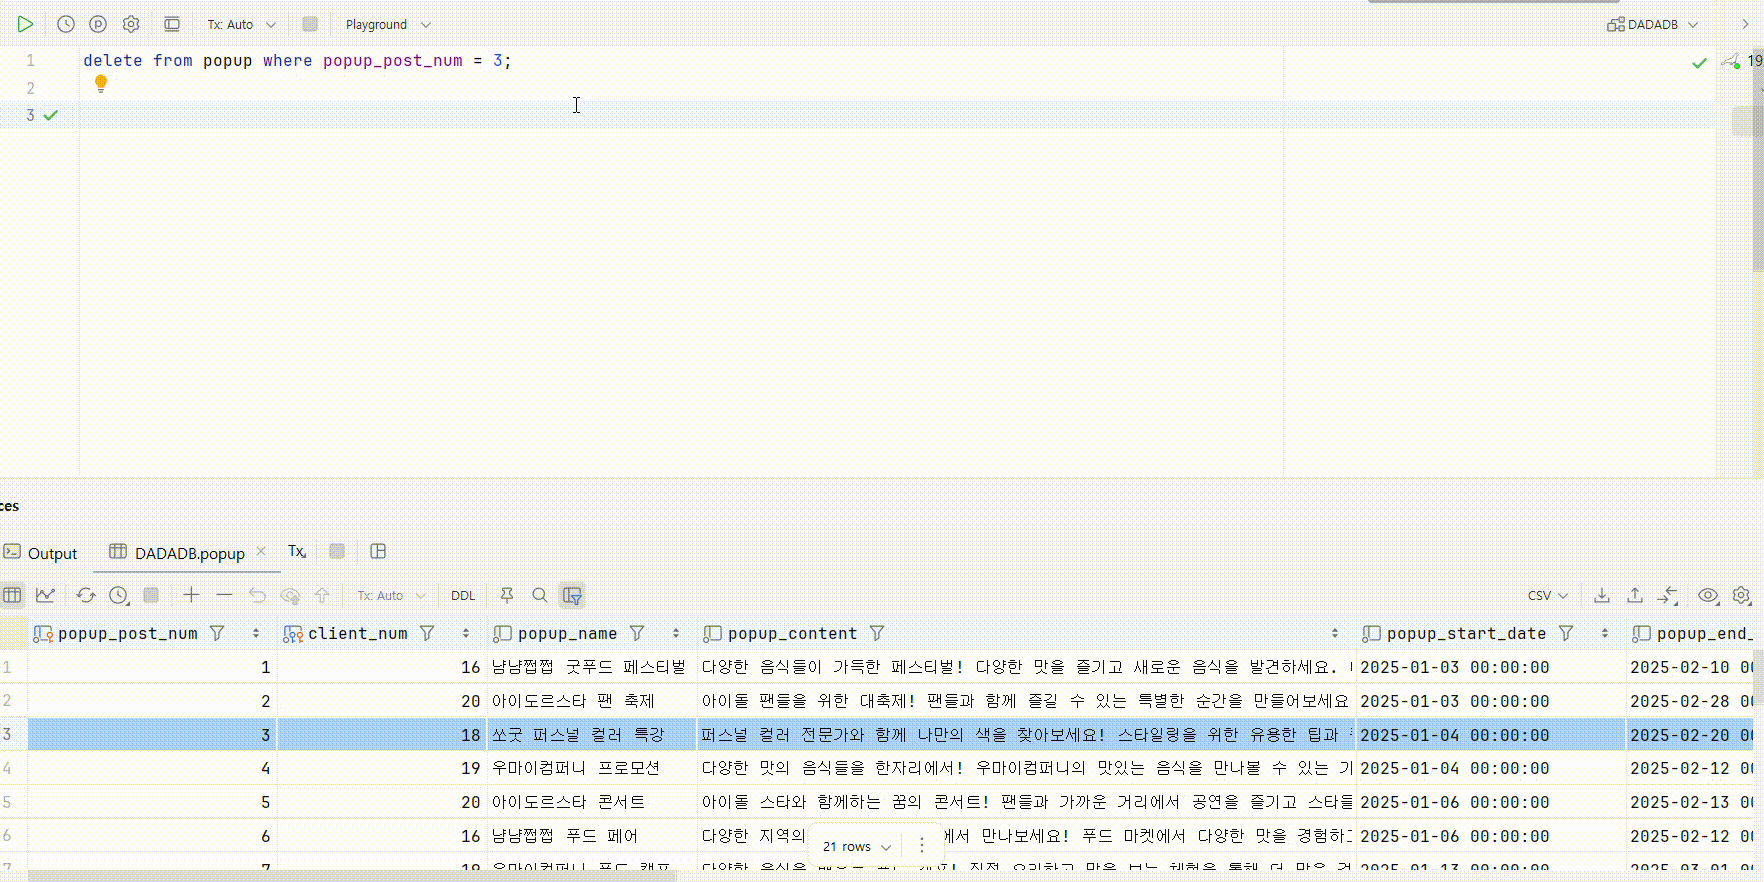 Tx: Auto Playground DADADB
1 delete from popup where popup_post_num = 3;
19
2
3
ces
Output DADADB.popup Tx
Tx: Auto DDL CSV
popup_post_num client_num popup_name popup_content popup_start_date popup_end_
1 1 16 냠냠쩝쩝 굿푸드 페스티벌 다양한 음식들이 가득한 페스티벌! 다양한 맛을 즐기고 새로운 음식을 발견하세요. 2025-01-03 00:00:00 2025-02-10 0
2 2 20 아이도르스타 팬 축제 아이돌 팬들을 위한 대축제! 팬들과 함께 즐길 수 있는 특별한 순간을 만들어보세요 2025-01-03 00:00:00 2025-02-28 0
3 3 18 쏘굿 퍼스널 컬러 특강 퍼스널 컬러 전문가와 함께 나만의 색을 찾아보세요! 스타일링을 위한 유용한 팁과 2025-01-04 00:00:00 2025-02-20 0
4 4 19 우마이컴퍼니 프로모션 다양한 맛의 음식들을 한자리에서! 우마이컴퍼니의 맛있는 음식을 만나볼 수 있는 기 2025-01-04 00:00:00 2025-02-12 0
5 5 20 아이도르스타 콘서트 아이돌 스타와 함께하는 꿈의 콘서트! 팬들과 가까운 거리에서 공연을 즐기고 스타들 2025-01-06 00:00:00 2025-02-13 0
6 6 16 냠냠쩝쩝 푸드 페어 다양한 지역의 에서 만나보세요! 푸드 마켓에서 다양한 맛을 경험하고 2025-01-06 00:00:00 2025-02-12 0
21 rows